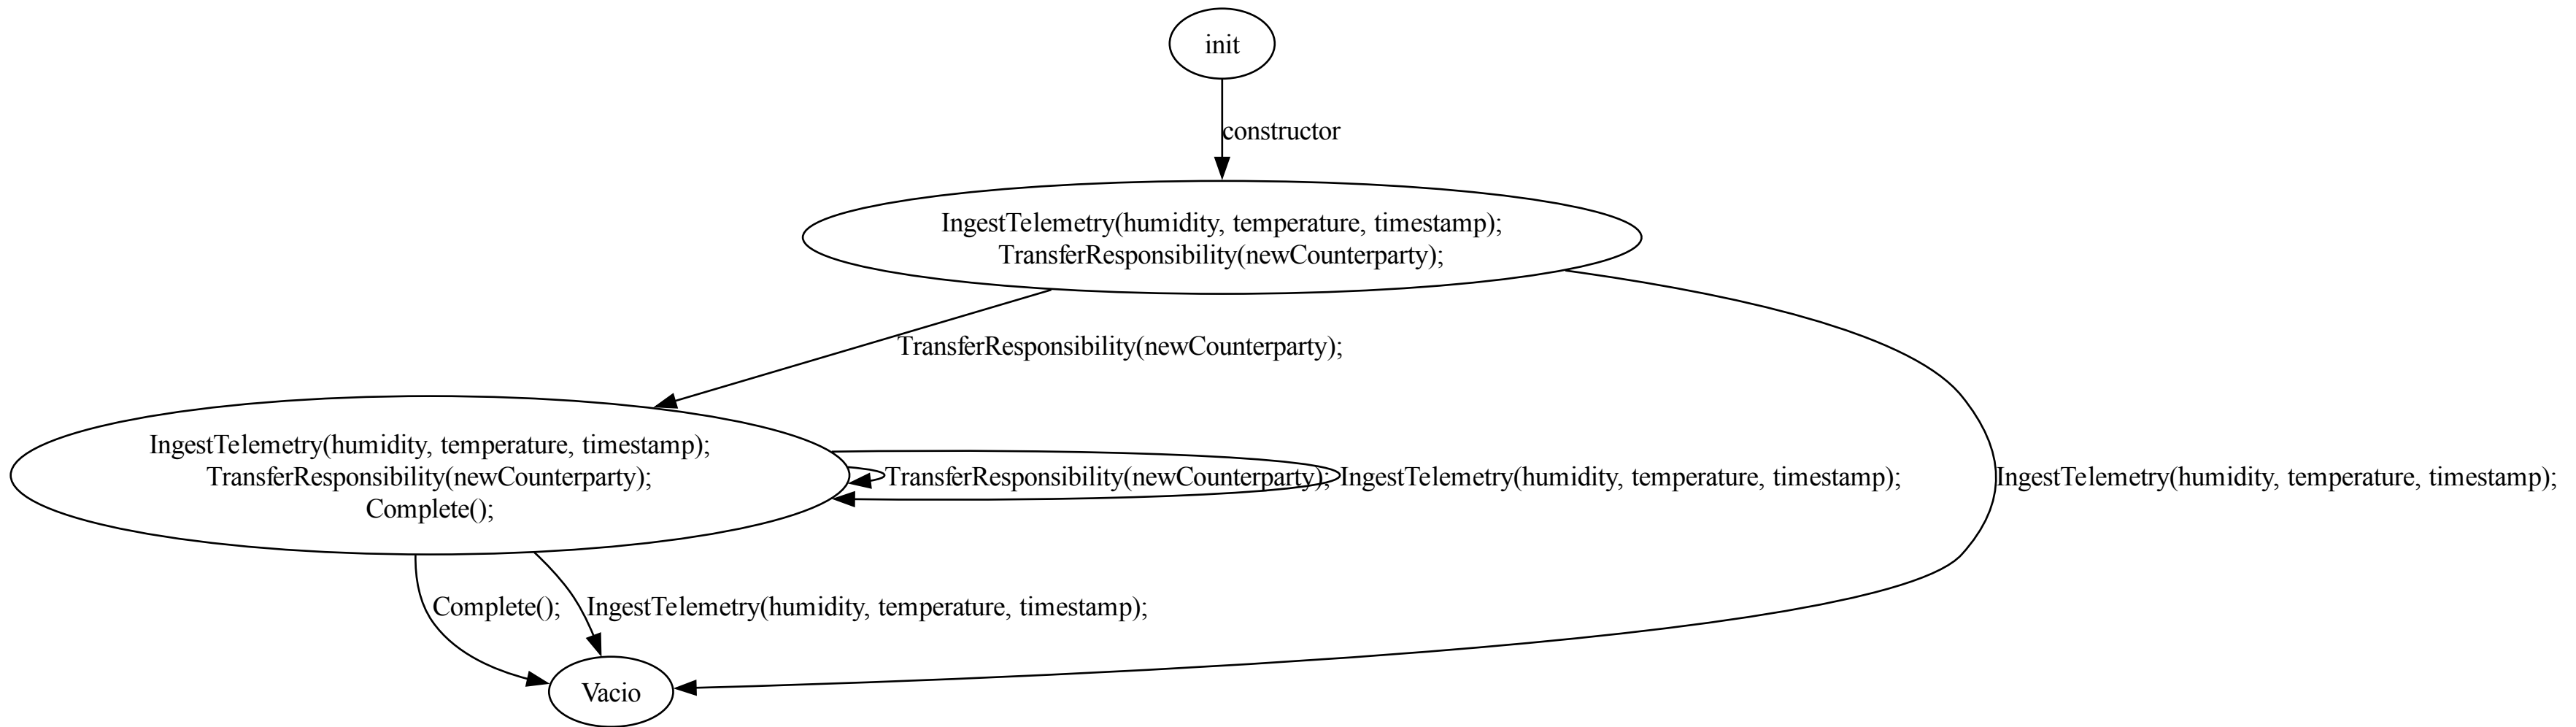 init
constructor
IngestTelemetry(humidity, temperature, timestamp);
TransferResponsibility(newCounterparty);
TransferResponsibility(newCounterparty);
IngestTelemetry(humidity, temperature, timestamp);
TransferResponsibility(newCounterparty);
Complete();
TransferResponsibility(newCounterparty);
IngestTelemetry(humidity, temperature, timestamp);
IngestTelemetry(humidity, temperature, timestamp);
Complete();
IngestTelemetry(humidity, temperature, timestamp);
Vacio